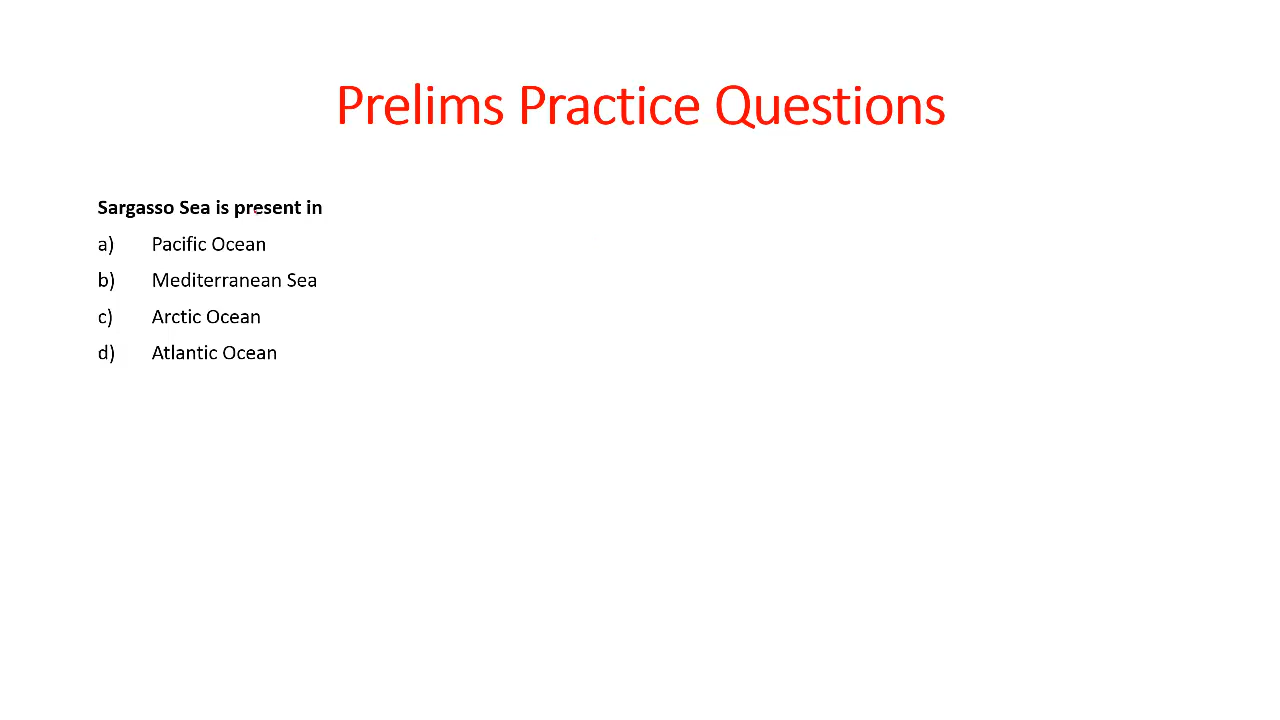 Prelims Practice Questions
Sargasso Sea is present in
a) Pacific Ocean
b) Mediterranean Sea
c) Arctic Ocean
d) Atlantic Ocean